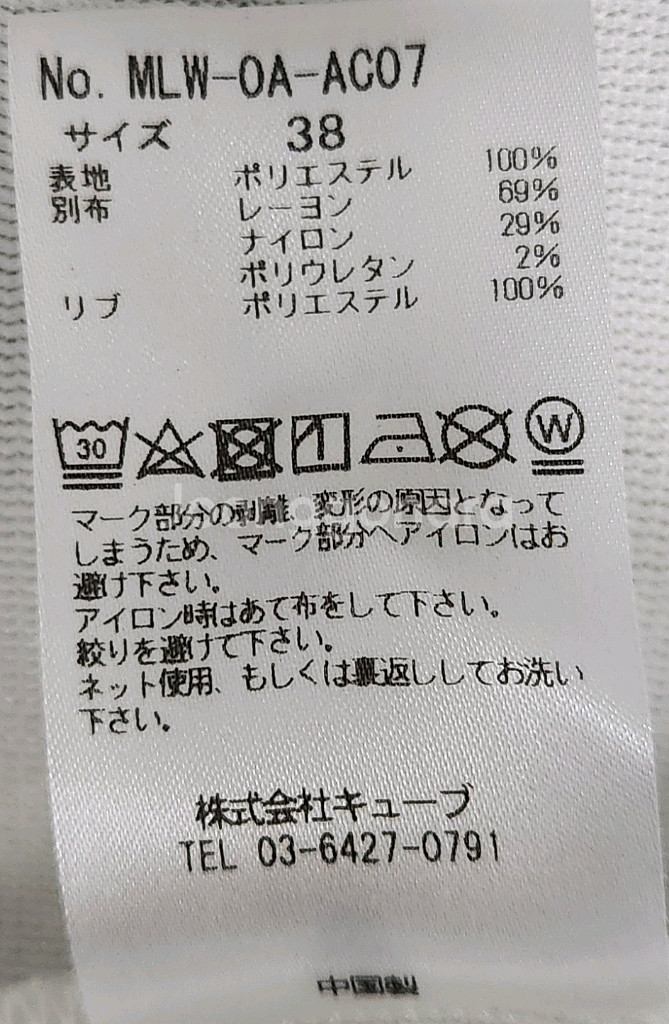 No. MLW-OA-AC07
サイズ 38
表地 ポリエステル 100%
別布 レーヨン 69%
ナイロン 29%
ポリウレタン 2%
リブ ポリエステル 100%
30 W
マーク部分の剥離、変形の原因となって
しまうため、マーク部分へアイロンはお
避け下さい。
アイロン時はあて布をして下さい。
絞りを避けて下さい。
ネット使用、もしくは裏返ししてお洗い
下さい。
株式会社キューブ
TEL 03-6427-0791
中国製